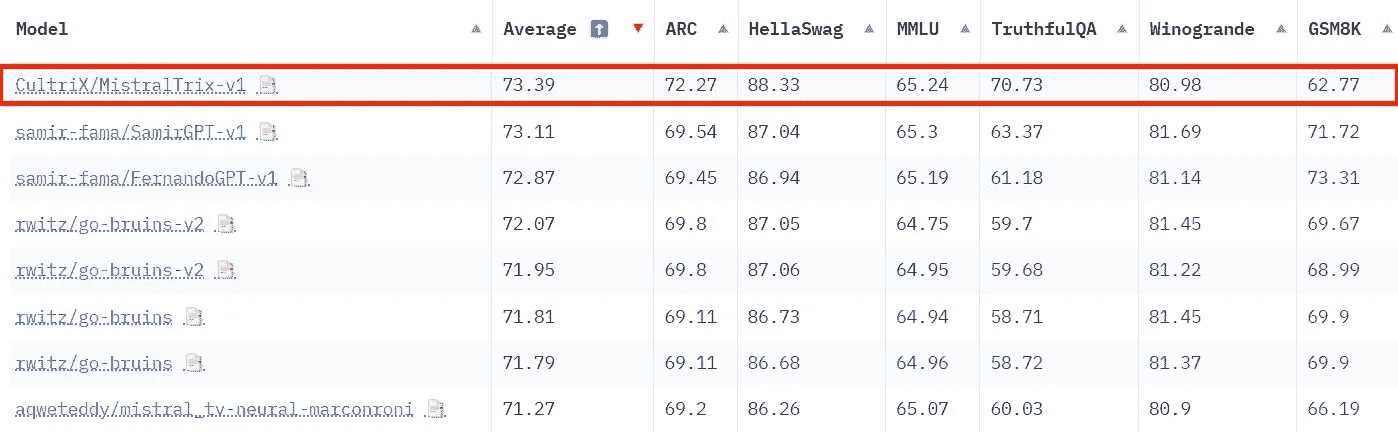 Model Average ARC HellaSwag MMLU TruthfulQA Winogrande GSM8K
CultriX/MistralTrix-v1 73.39 72.27 88.33 65.24 70.73 80.98 62.77
samir-fama/SamirGPT-v1 73.11 69.54 87.04 65.3 63.37 81.69 71.72
samir-fama/FernandoGPT-v1 72.87 69.45 86.94 65.19 61.18 81.14 73.31
rwitz/go-bruins-v2 72.07 69.8 87.05 64.75 59.7 81.45 69.67
rwitz/go-bruins-v2 71.95 69.8 87.06 64.95 59.68 81.22 68.99
rwitz/go-bruins 71.81 69.11 86.73 64.94 58.71 81.45 69.9
rwitz/go-bruins 71.79 69.11 86.68 64.96 58.72 81.37 69.9
aqweteddy/mistral_tv-neural-marconroni 71.27 69.2 86.26 65.07 60.03 80.9 66.19